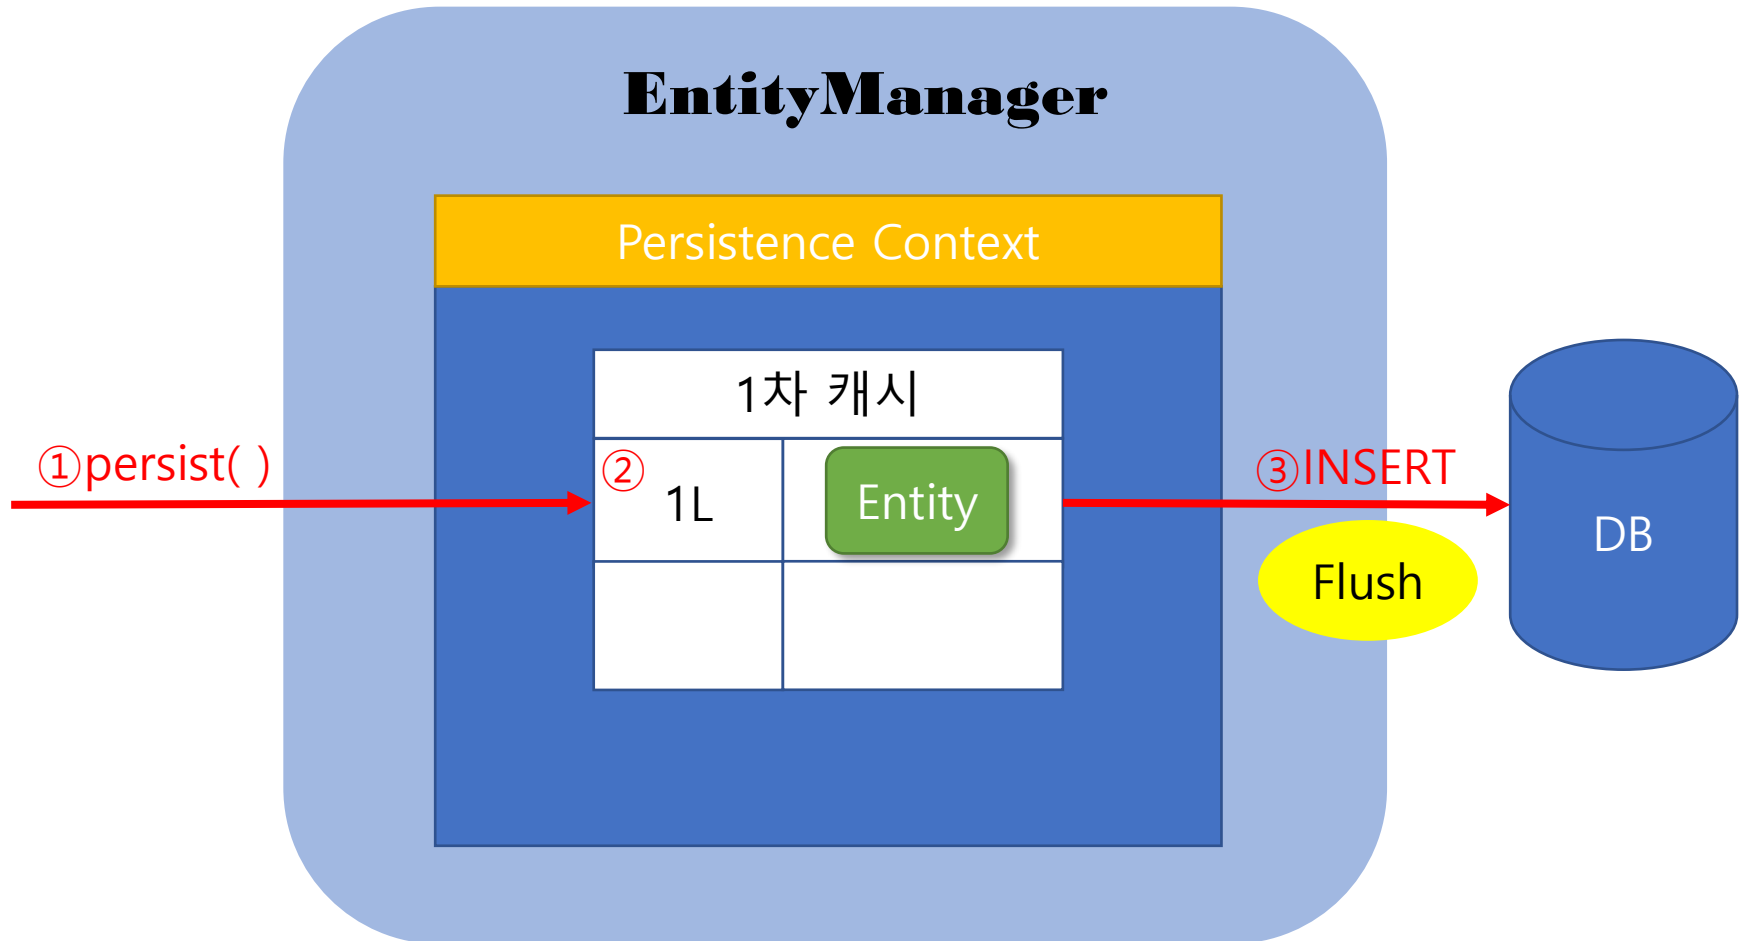 EntityManager
Persistence Context
1차 캐시
①persist( )
②
1L
Entity
③INSERT
Flush
DB